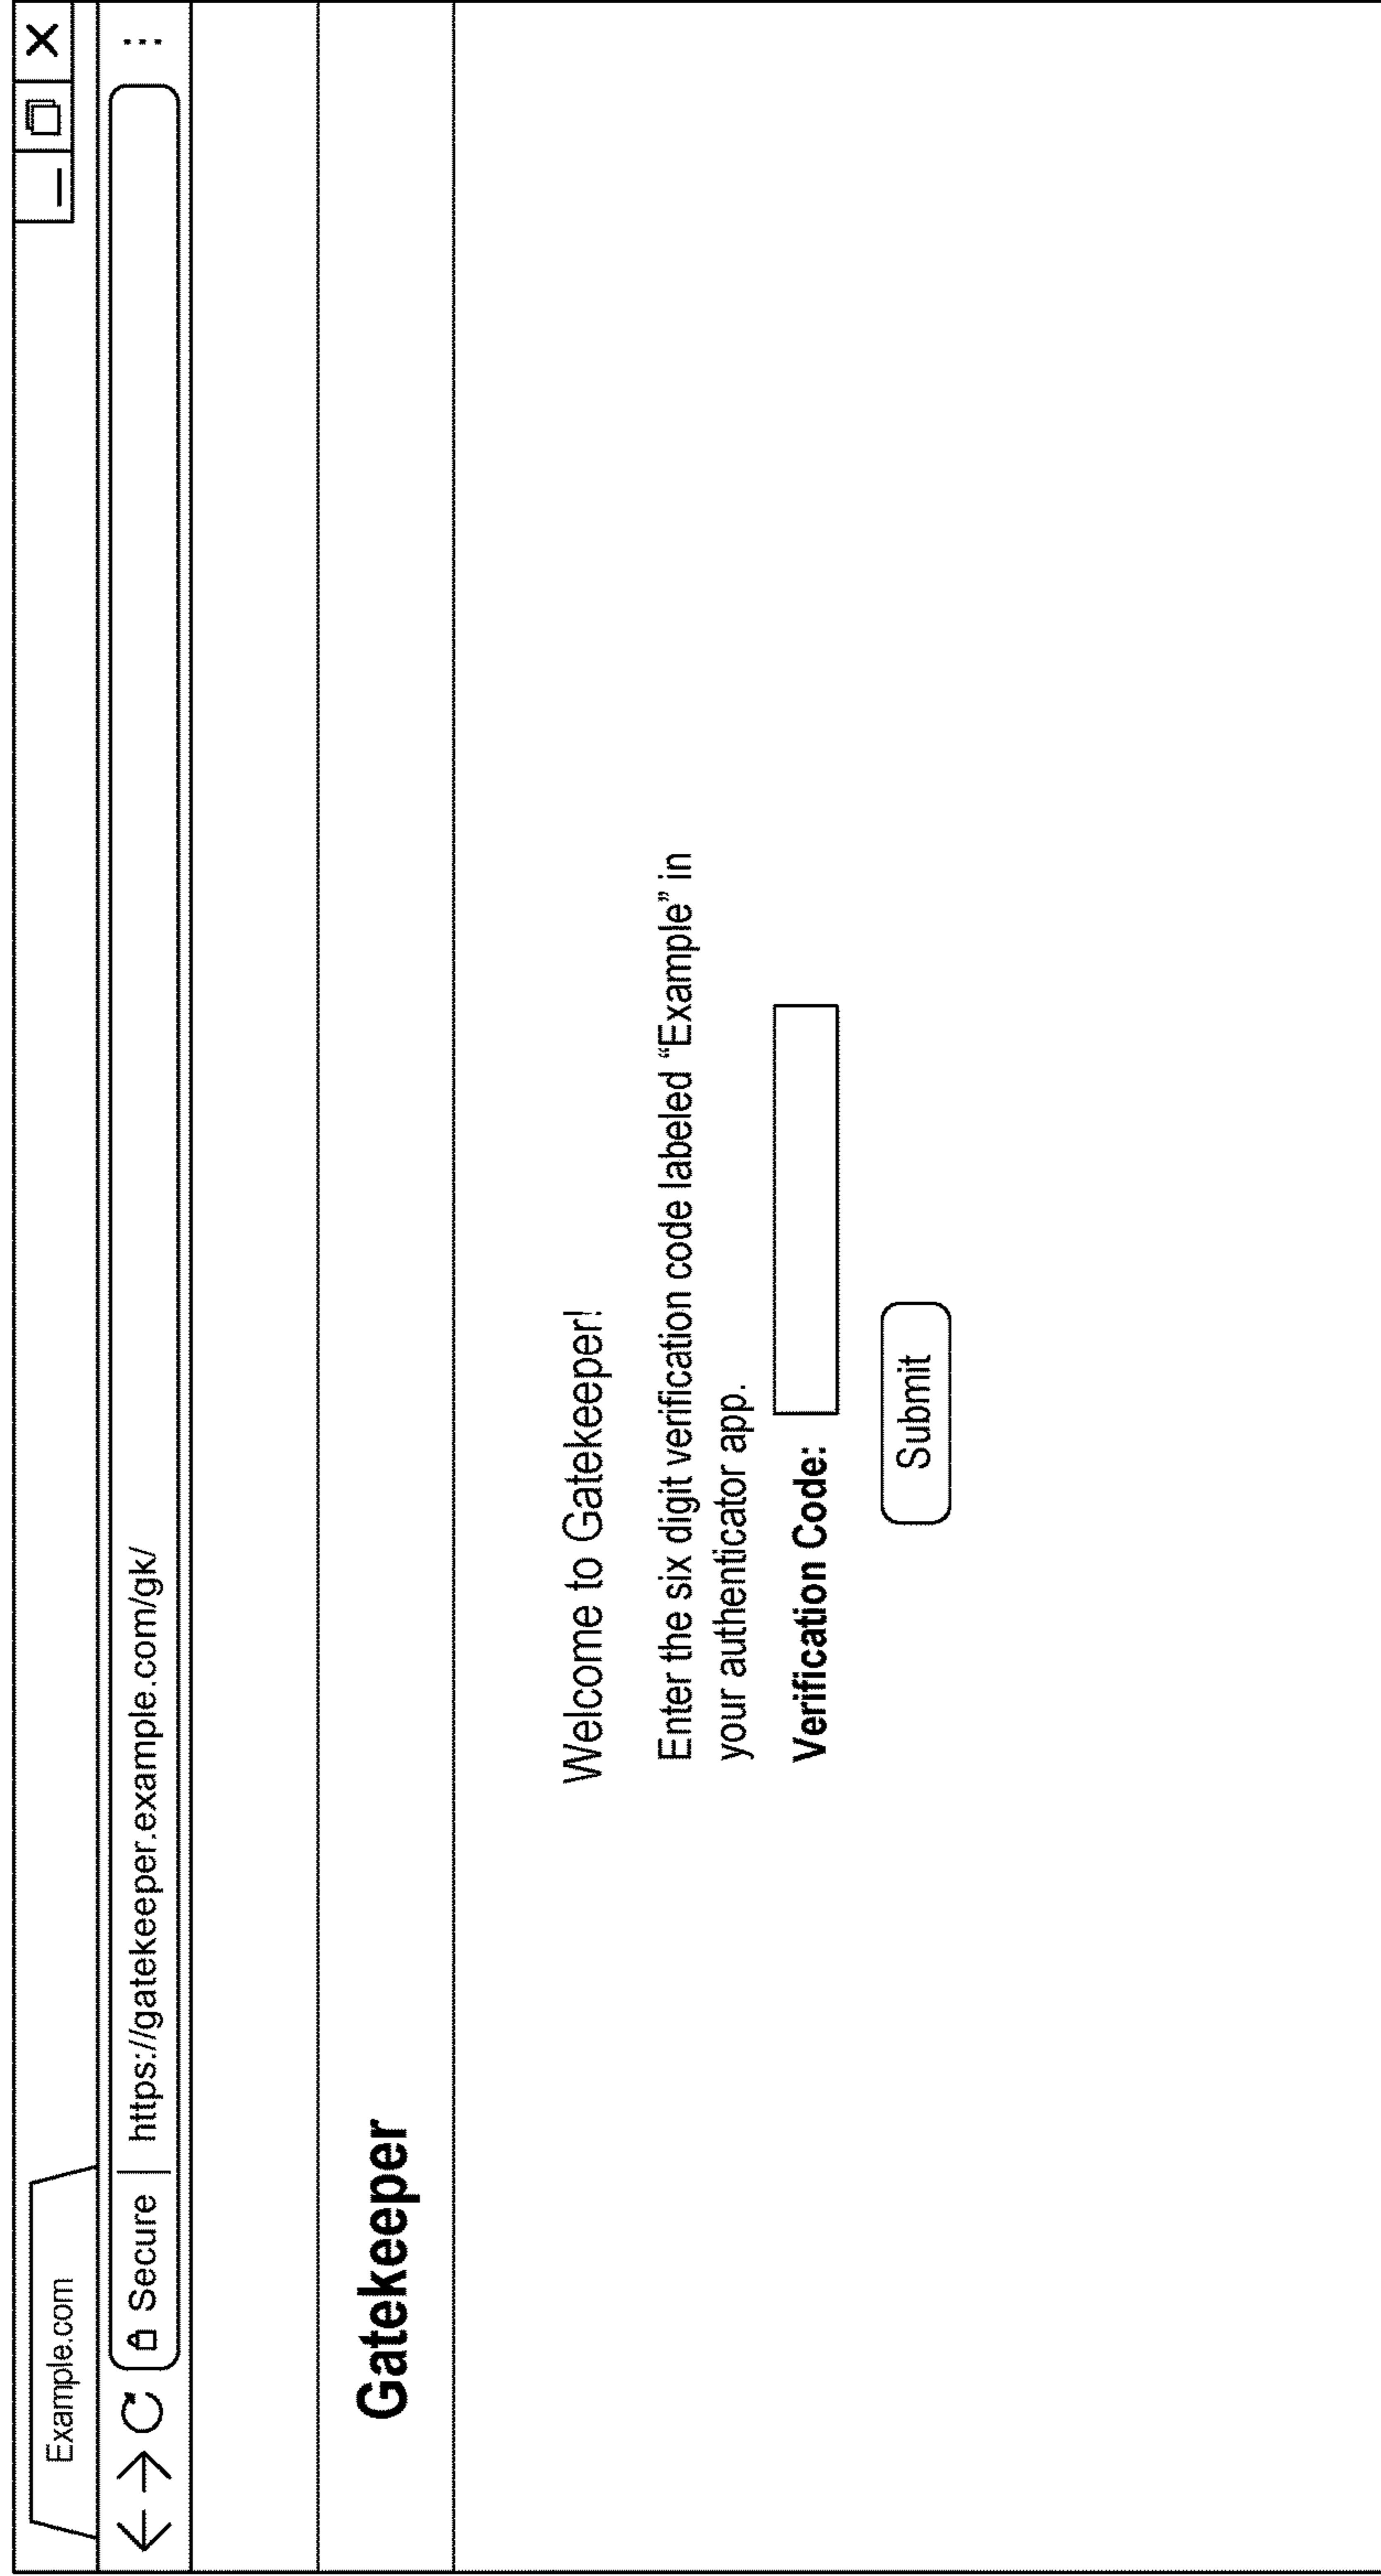 Example.com
Secure | https://gatekeeper.example.com/gk/
Gatekeeper
Welcome to Gatekeeper!
Enter the six digit verification code labeled “Example” in
your authenticator app.
Verification Code:
Submit